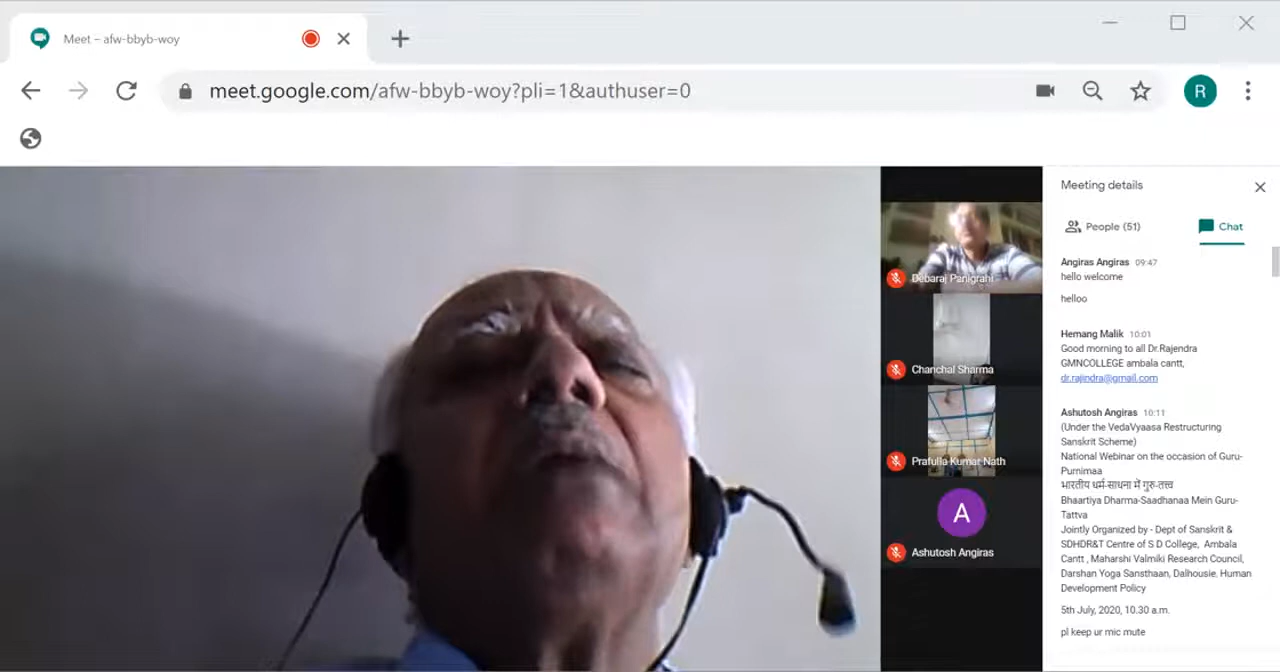 Meet – afw-bbyb-woy
meet.google.com/afw-bbyb-woy?pli=1&authuser=0
R
Meeting details
People (51)
Chat
Angiras Angiras 09:47
hello welcome
helloo
Hemang Malik 10:01
Good morning to all Dr.Rajendra
GMNCOLLEGE ambala cantt,
dr.rajindra@gmail.com
Ashutosh Angiras 10:11
(Under the VedaVyaasa Restructuring
Sanskrit Scheme)
National Webinar on the occasion of Guru-
Purnimaa
भारतीय धर्म-साधना में गुरु-तत्त्व
Bhaartiya Dharma-Saadhanaa Mein Guru-
Tattva
Jointly Organized by - Dept of Sanskrit &
SDHDR&T Centre of S D College, Ambala
Cantt , Maharshi Valmiki Research Council,
Darshan Yoga Sansthaan, Dalhousie. Human
Development Policy
5th July, 2020, 10.30 a.m.
pl keep ur mic mute
Debaraj Panigrahi
Chanchal Sharma
Prafulla Kumar Nath
A
Ashutosh Angiras